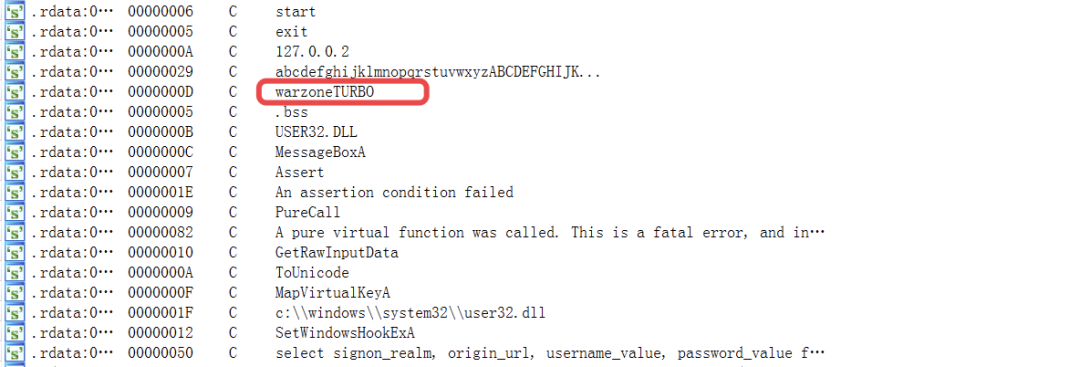 's' .rdata:0… 00000006 C start
's' .rdata:0… 00000005 C exit
's' .rdata:0… 0000000A C 127.0.0.2
's' .rdata:0… 00000029 C abcdefghijklmnopqrstuvwxyzABCDEFGHIJK...
's' .rdata:0… 0000000D C warzoneTURBO
's' .rdata:0… 00000005 C .bss
's' .rdata:0… 0000000B C USER32.DLL
's' .rdata:0… 0000000C C MessageBoxA
's' .rdata:0… 00000007 C Assert
's' .rdata:0… 0000001E C An assertion condition failed
's' .rdata:0… 00000009 C PureCall
's' .rdata:0… 00000082 C A pure virtual function was called. This is a fatal error, and in…
's' .rdata:0… 00000010 C GetRawInputData
's' .rdata:0… 0000000A C ToUnicode
's' .rdata:0… 0000000F C MapVirtualKeyA
's' .rdata:0… 0000001F C c:\\windows\\system32\\user32.dll
's' .rdata:0… 00000012 C SetWindowsHookExA
's' .rdata:0… 00000050 C select signon_realm, origin_url, username_value, password_value f…